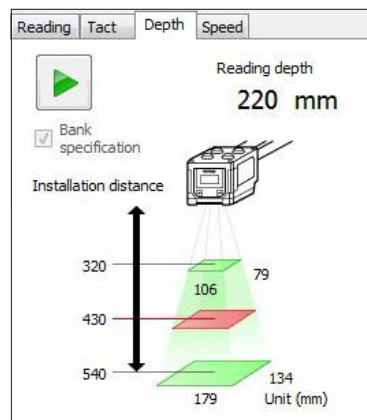 Reading Tact Depth Speed
Reading depth
220 mm
Bank
specification
Installation distance
320
79
106
430
540
134
179 Unit (mm)